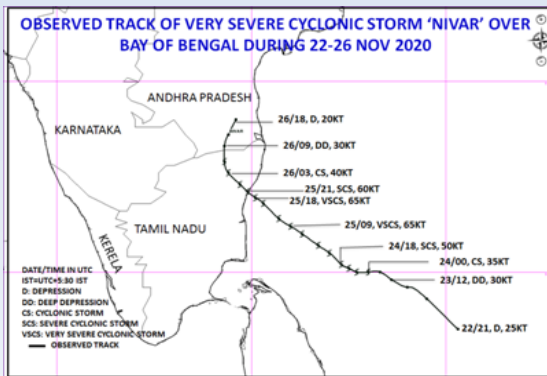 OBSERVED TRACK OF VERY SEVERE CYCLONIC STORM ‘NIVAR’ OVER
BAY OF BENGAL DURING 22-26 NOV 2020
ANDHRA PRADESH
26/18, D, 20KT
KARNATAKA
26/09, DD, 30KT
26/03, CS, 40KT
25/21, SCS, 60KT
25/18, VSCS, 65KT
25/09, VSCS, 65KT
TAMIL NADU
24/18, SCS, 50KT
KERELA
24/00, CS, 35KT
23/12, DD, 30KT
22/21, D, 25KT
DATE/TIME IN UTC
IST=UTC+5:30 IST
D: DEPRESSION
DD: DEEP DEPRESSION
CS: CYCLONIC STORM
SCS: SEVERE CYCLONIC STORM
VSCS: VERY SEVERE CYCLONIC STORM
OBSERVED TRACK